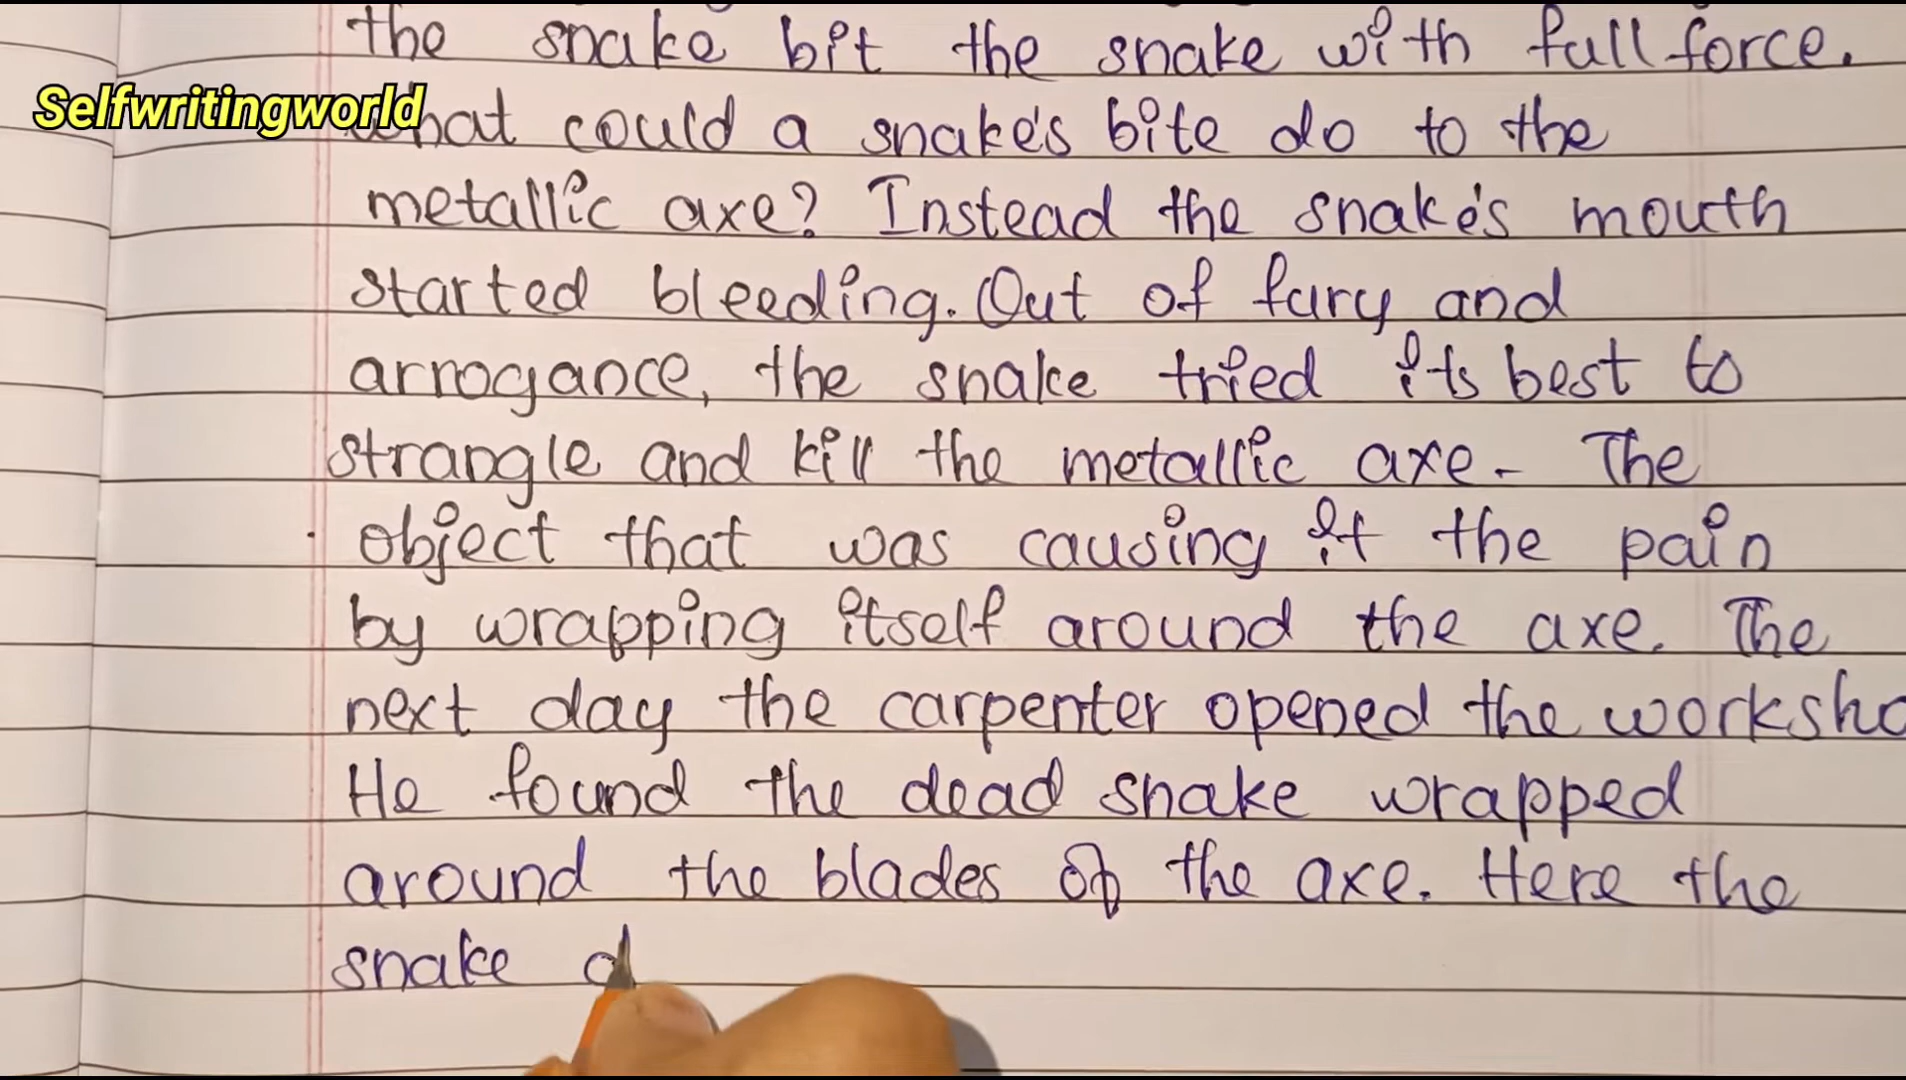 the snake bit the snake with full force.
Selfwritingworld
what could a snake's bite do to the
metallic axe? Instead the snake's mouth
started bleeding. Out of fury and
arrogance, the snake tried its best to
strangle and kill the metallic axe - The
object that was causing it the pain
by wrapping itself around the axe. The
next day the carpenter opened the worksho
He found the dead snake wrapped
around the blades of the axe. Here the
snake d